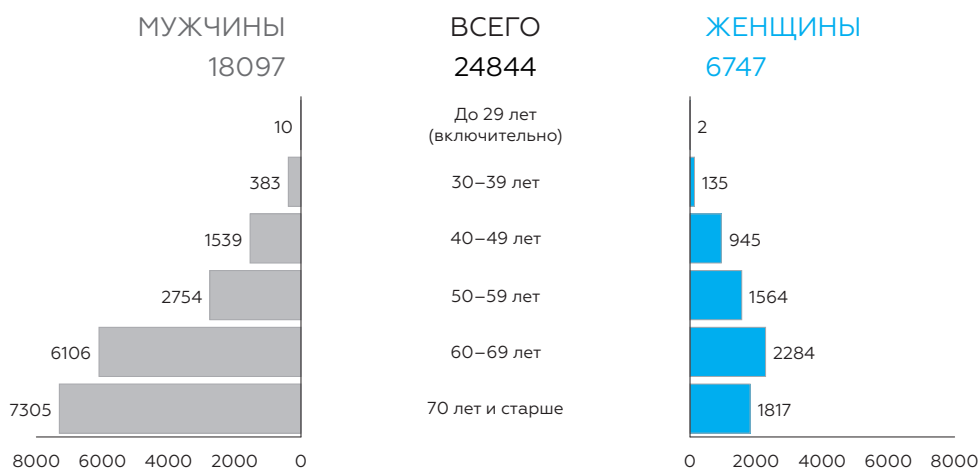 МУЖЧИНЫ ВСЕГО ЖЕНЩИНЫ
18097 24844 6747
До 29 лет
10 (включительно) 2
383 30–39 лет 135
1539 40–49 лет 945
2754 50–59 лет 1564
6106 60–69 лет 2284
7305 70 лет и старше 1817
8000 6000 4000 2000 0 0 2000 4000 6000 8000